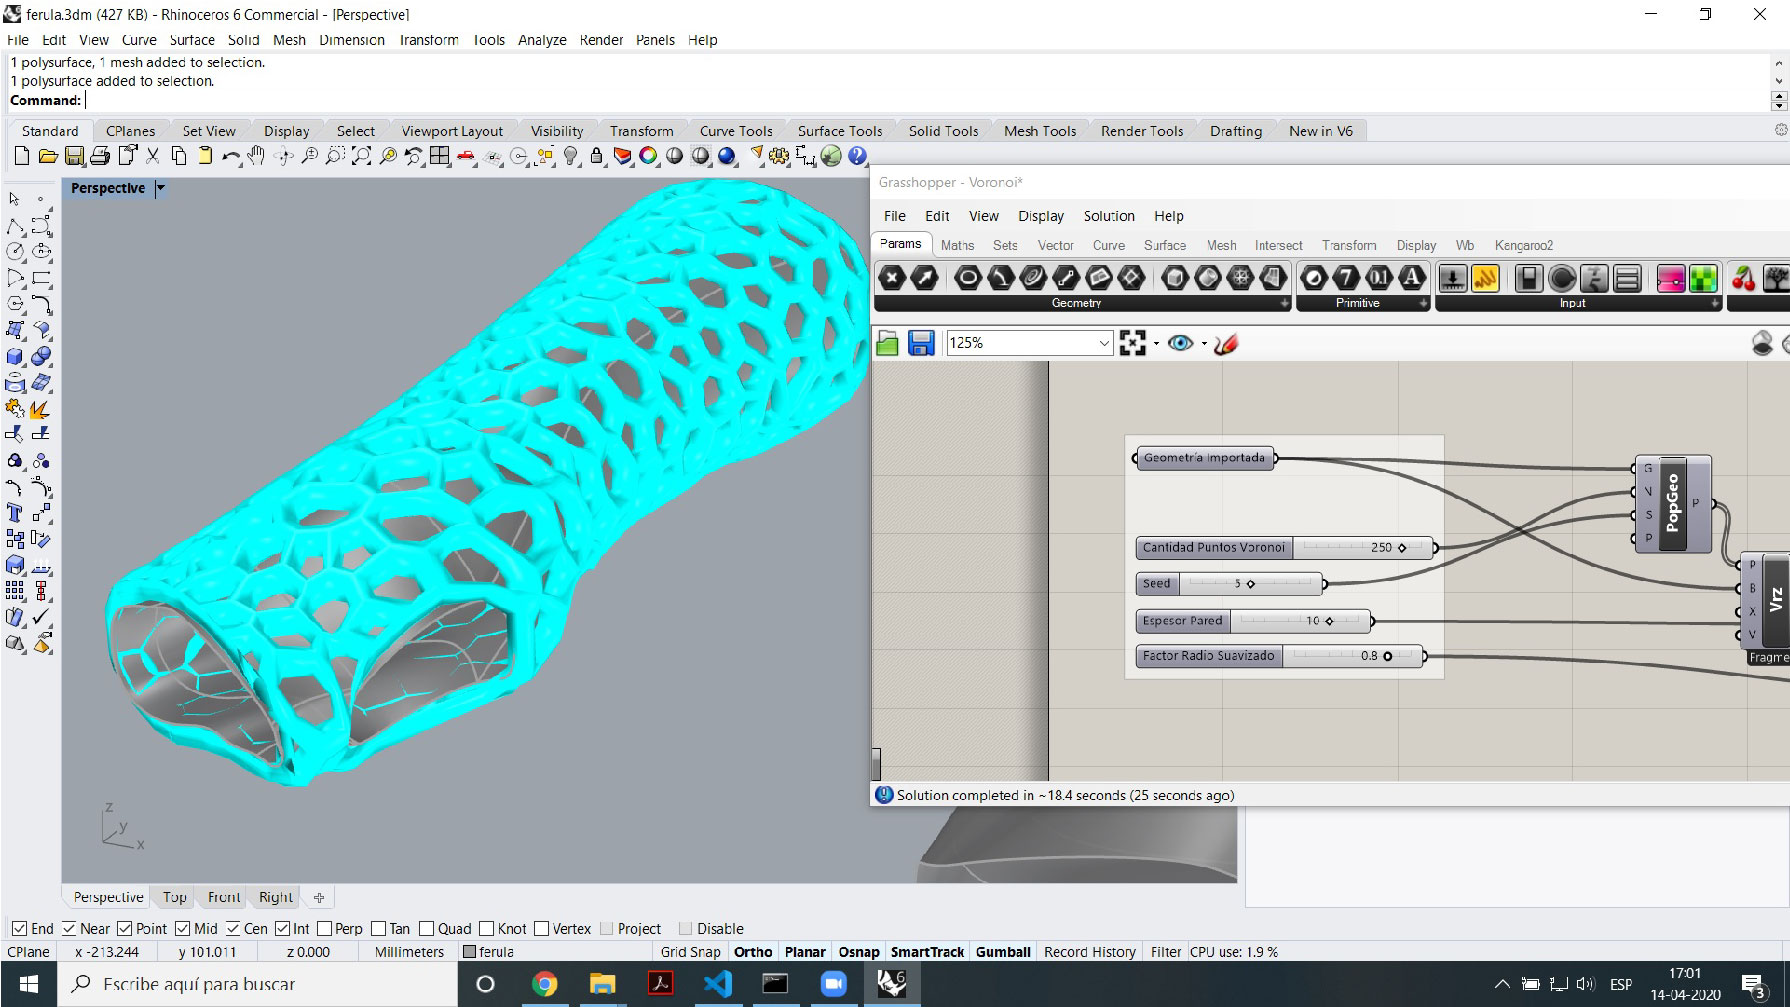 ferula.3dm (427 KB) - Rhinoceros 6 Commercial - [Perspective]
File Edit View Curve Surface Solid Mesh Dimension Transform Tools Analyze Render Panels Help
1 polysurface, 1 mesh added to selection.
1 polysurface added to selection.
Command:
Standard CPlanes Set View Display Select Viewport Layout Visibility Transform Curve Tools Surface Tools Solid Tools Mesh Tools Render Tools Drafting New in V6
Perspective
Grasshopper - Voronoi*
File Edit View Display Solution Help
Params Maths Sets Vector Curve Surface Mesh Intersect Transform Display Wb Kangaroo2
Geometry Primitive Input
125%
Geometría Importada
Cantidad Puntos Voronoi 250
Seed 5
Espesor Pared 10
Factor Radio Suavizado 0.8
G
N
S
P
PopGeo
P
P
B
X
V
Vrz
Fragme
Solution completed in ~18.4 seconds (25 seconds ago)
z
y
x
Perspective Top Front Right
End Near Point Mid Cen Int Perp Tan Quad Knot Vertex Project Disable
CPlane x -213.244 y 101.011 z 0.000 Millimeters ferula Grid Snap Ortho Planar Osnap SmartTrack Gumball Record History Filter CPU use: 1.9 %
Escribe aquí para buscar
6
ESP
17:01
14-04-2020
3